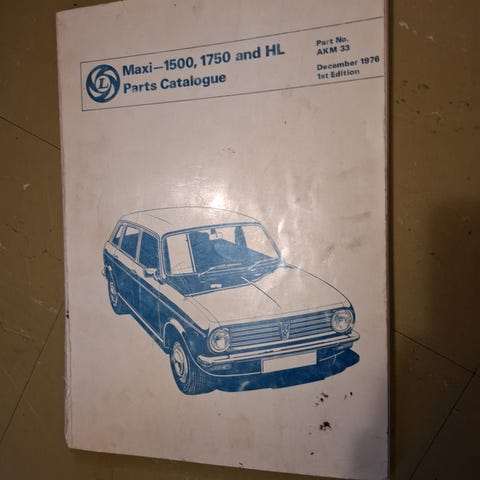 L
Maxi—1500, 1750 and HL
Parts Catalogue
Part No.
AKM 33
December 1976
1st Edition